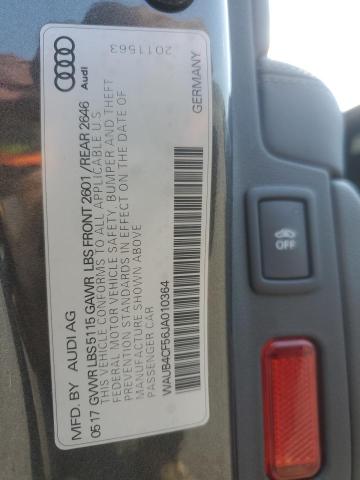 MFD. BY AUDI AG
05 17 GVWR LBS 5115 GAWR LBS FRONT 2601 / REAR 2646
THIS VEHICLE CONFORMS TO ALL APPLICABLE U.S.
FEDERAL MOTOR VEHICLE SAFETY, BUMPER AND THEFT
PREVENTION STANDARDS IN EFFECT ON THE DATE OF
MANUFACTURE SHOWN ABOVE
PASSENGER CAR
WAUB4CF56JA010364
Audi
2011563
GERMANY
OFF